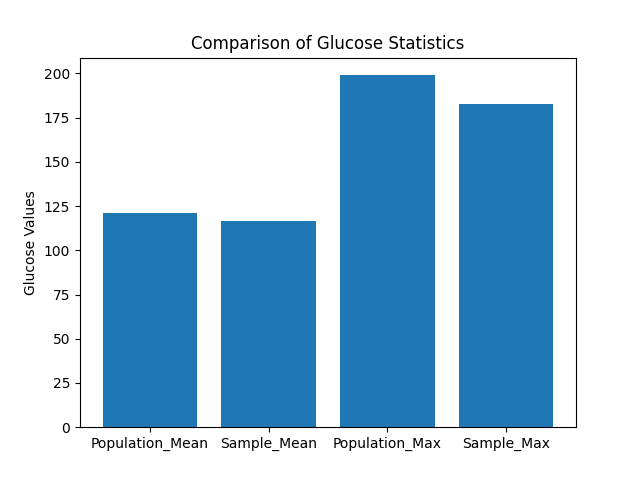 Comparison of Glucose Statistics
200
175
150
125
100
75
50
25
0
Glucose Values
Population_Mean
Sample_Mean
Population_Max
Sample_Max